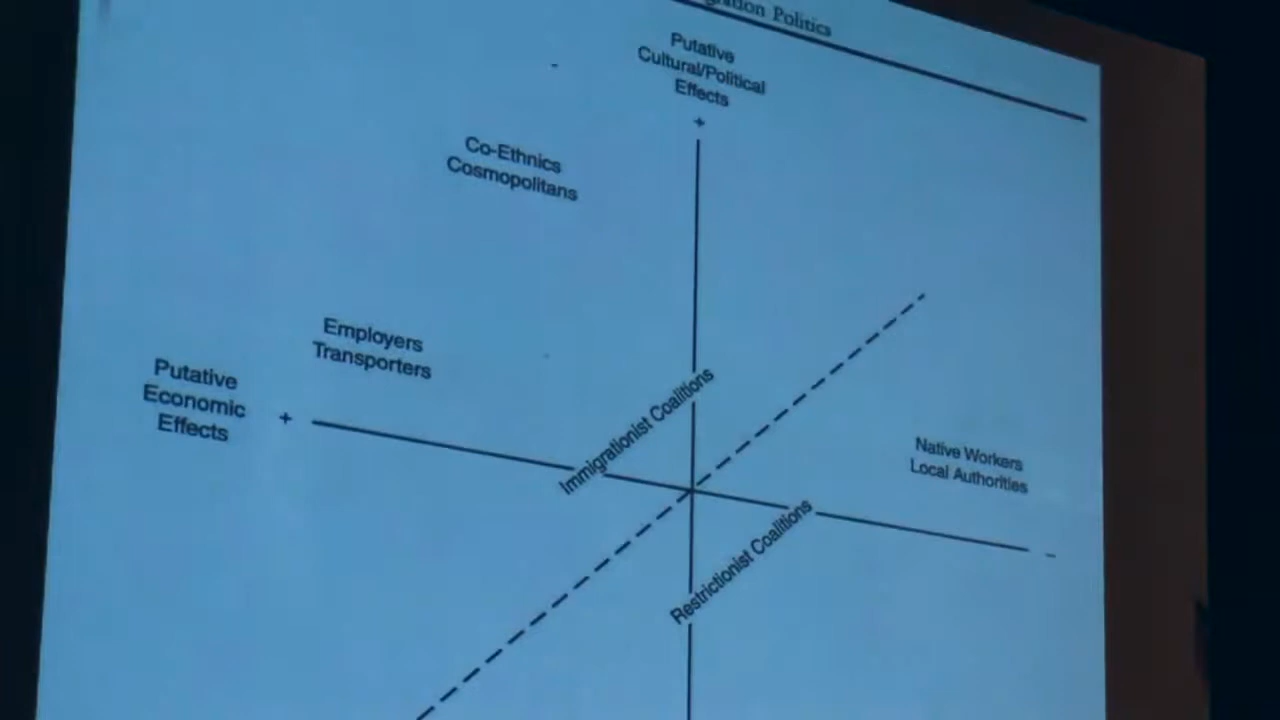 Politics
Putative
Cultural/Political
Effects
+
Co-Ethnics
Cosmopolitans
Employers
Transporters
Putative
Economic
Effects
+
Immigrationist Coalitions
Native Workers
Local Authorities
Restrictionist Coalitions
-